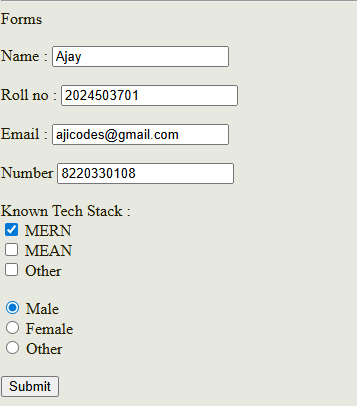 Forms
Name : Ajay
Roll no : 2024503701
Email : ajicodes@gmail.com
Number 8220330108
Known Tech Stack :
MERN
MEAN
Other
Male
Female
Other
Submit